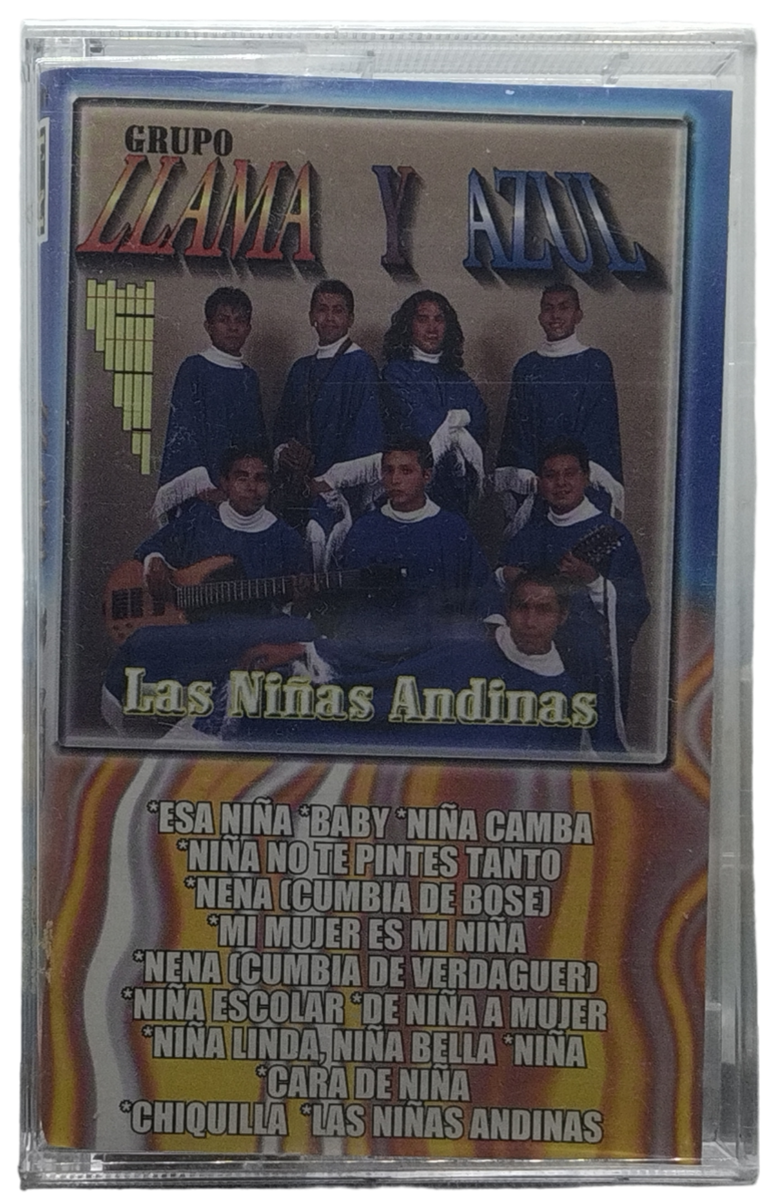 GRUPO
LLAMA Y AZUL
Las Niñas Andinas
*ESA NIÑA *BABY *NIÑA CAMBA
*NIÑA NO TE PINTES TANTO
*NENA (CUMBIA DE BOSE)
*MI MUJER ES MI NIÑA
*NENA (CUMBIA DE VERDAGUER)
*NIÑA ESCOLAR *DE NIÑA A MUJER
*NIÑA LINDA, NIÑA BELLA *NIÑA
*CARA DE NIÑA
*CHIQUILLA *LAS NIÑAS ANDINAS